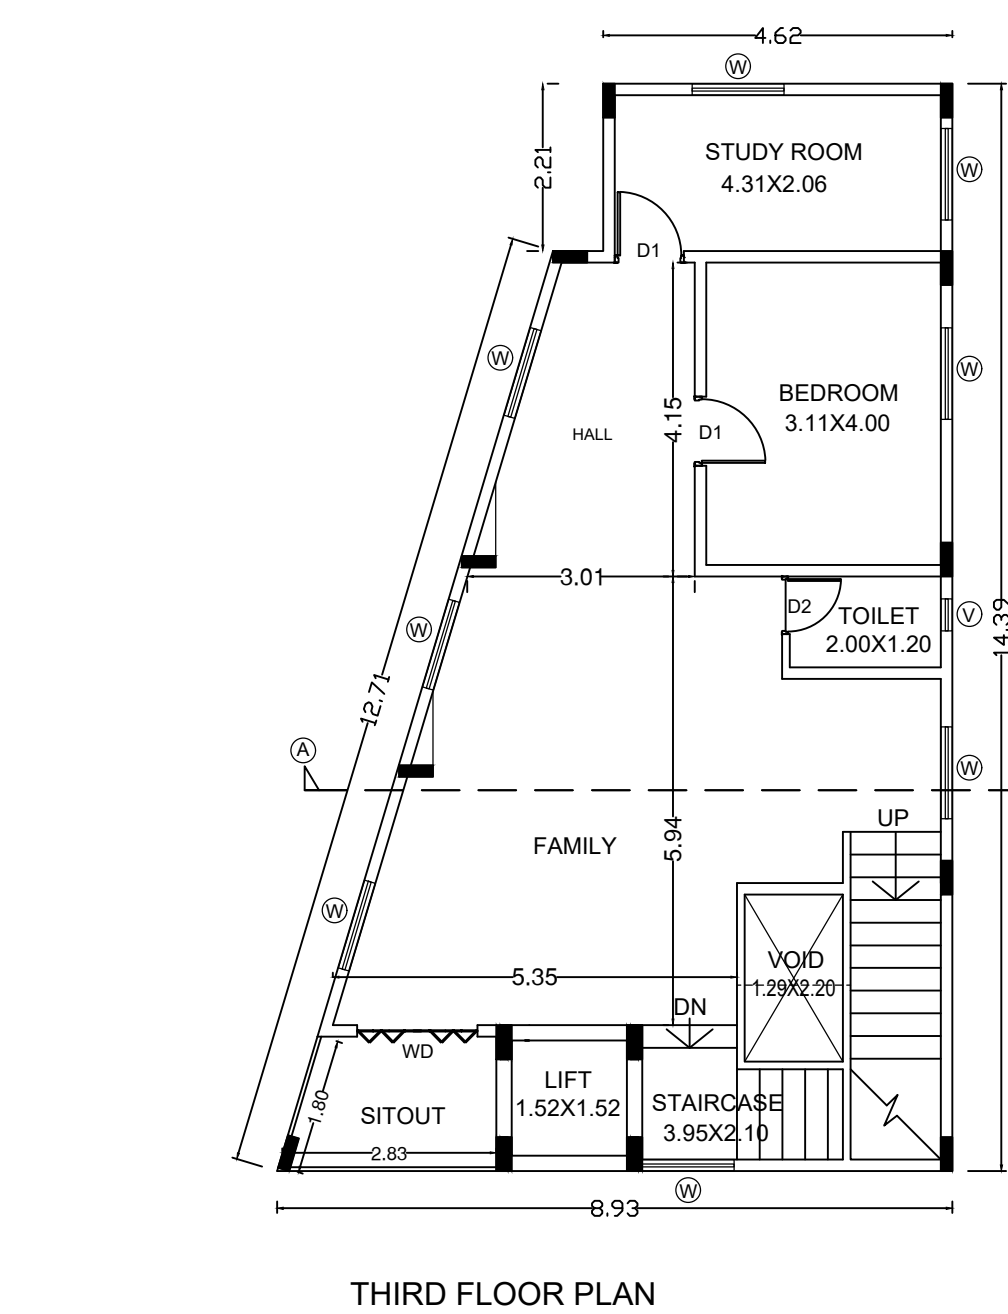 4.62
W
STUDY ROOM
4.31X2.06
W
2.21
D1
W
W
BEDROOM
3.11X4.00
4.15
D1
HALL
3.01
D2
TOILET
2.00X1.20
V
14.39
W
12.71
A
W
UP
5.94
FAMILY
W
VOID
1.29X2.20
5.35
DN
WD
LIFT
1.52X1.52
STAIRCASE
3.95X2.10
1.80
SITOUT
2.83
W
8.93
THIRD FLOOR PLAN